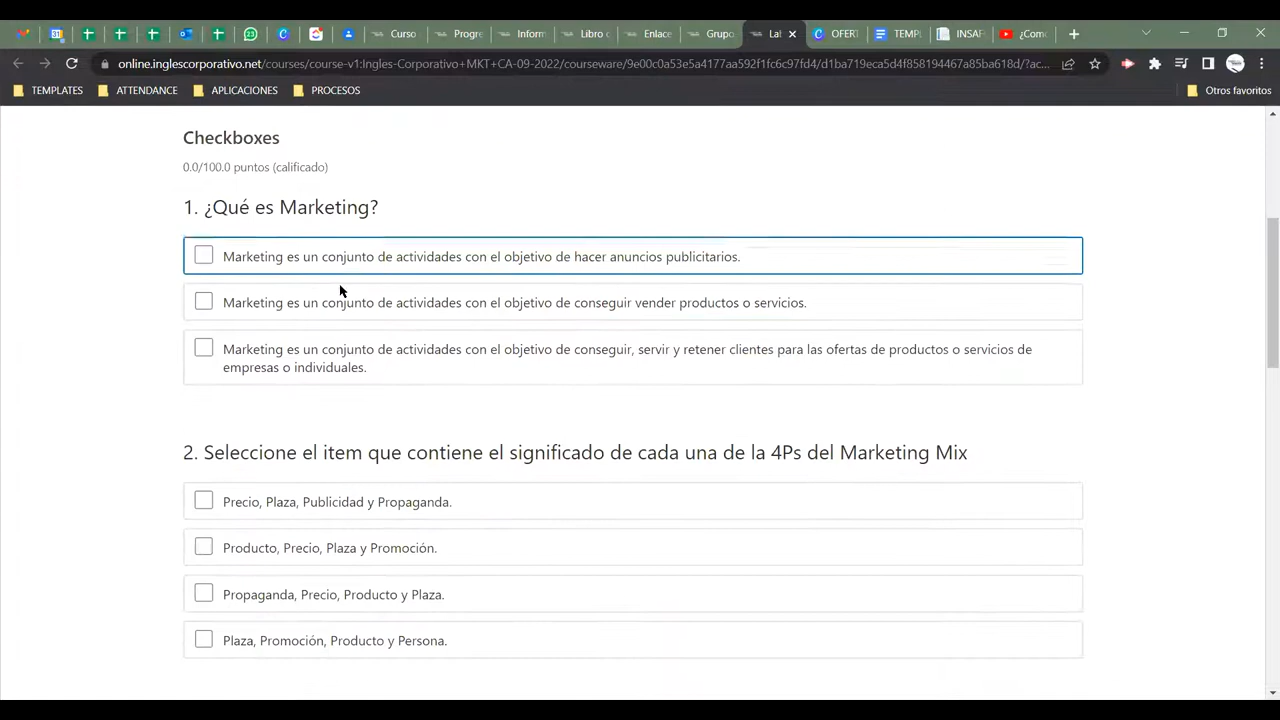 23
Curso
Progre
Inform
Libro c
Enlace
Grupo
Lal
OFERT
TEMPL
INSAF
¿Como
online.inglescorporativo.net/courses/course-v1:Ingles-Corporativo+MKT+CA-09-2022/courseware/9e00c0a53e5a4177aa592f1fc6c97fd4/d1ba719eca5d4f858194467a85ba618d/?ac...
TEMPLATES
ATTENDANCE
APLICACIONES
PROCESOS
Otros favoritos
Checkboxes
0.0/100.0 puntos (calificado)
1. ¿Qué es Marketing?
Marketing es un conjunto de actividades con el objetivo de hacer anuncios publicitarios.
Marketing es un conjunto de actividades con el objetivo de conseguir vender productos o servicios.
Marketing es un conjunto de actividades con el objetivo de conseguir, servir y retener clientes para las ofertas de productos o servicios de
empresas o individuales.
2. Seleccione el item que contiene el significado de cada una de la 4Ps del Marketing Mix
Precio, Plaza, Publicidad y Propaganda.
Producto, Precio, Plaza y Promoción.
Propaganda, Precio, Producto y Plaza.
Plaza, Promoción, Producto y Persona.